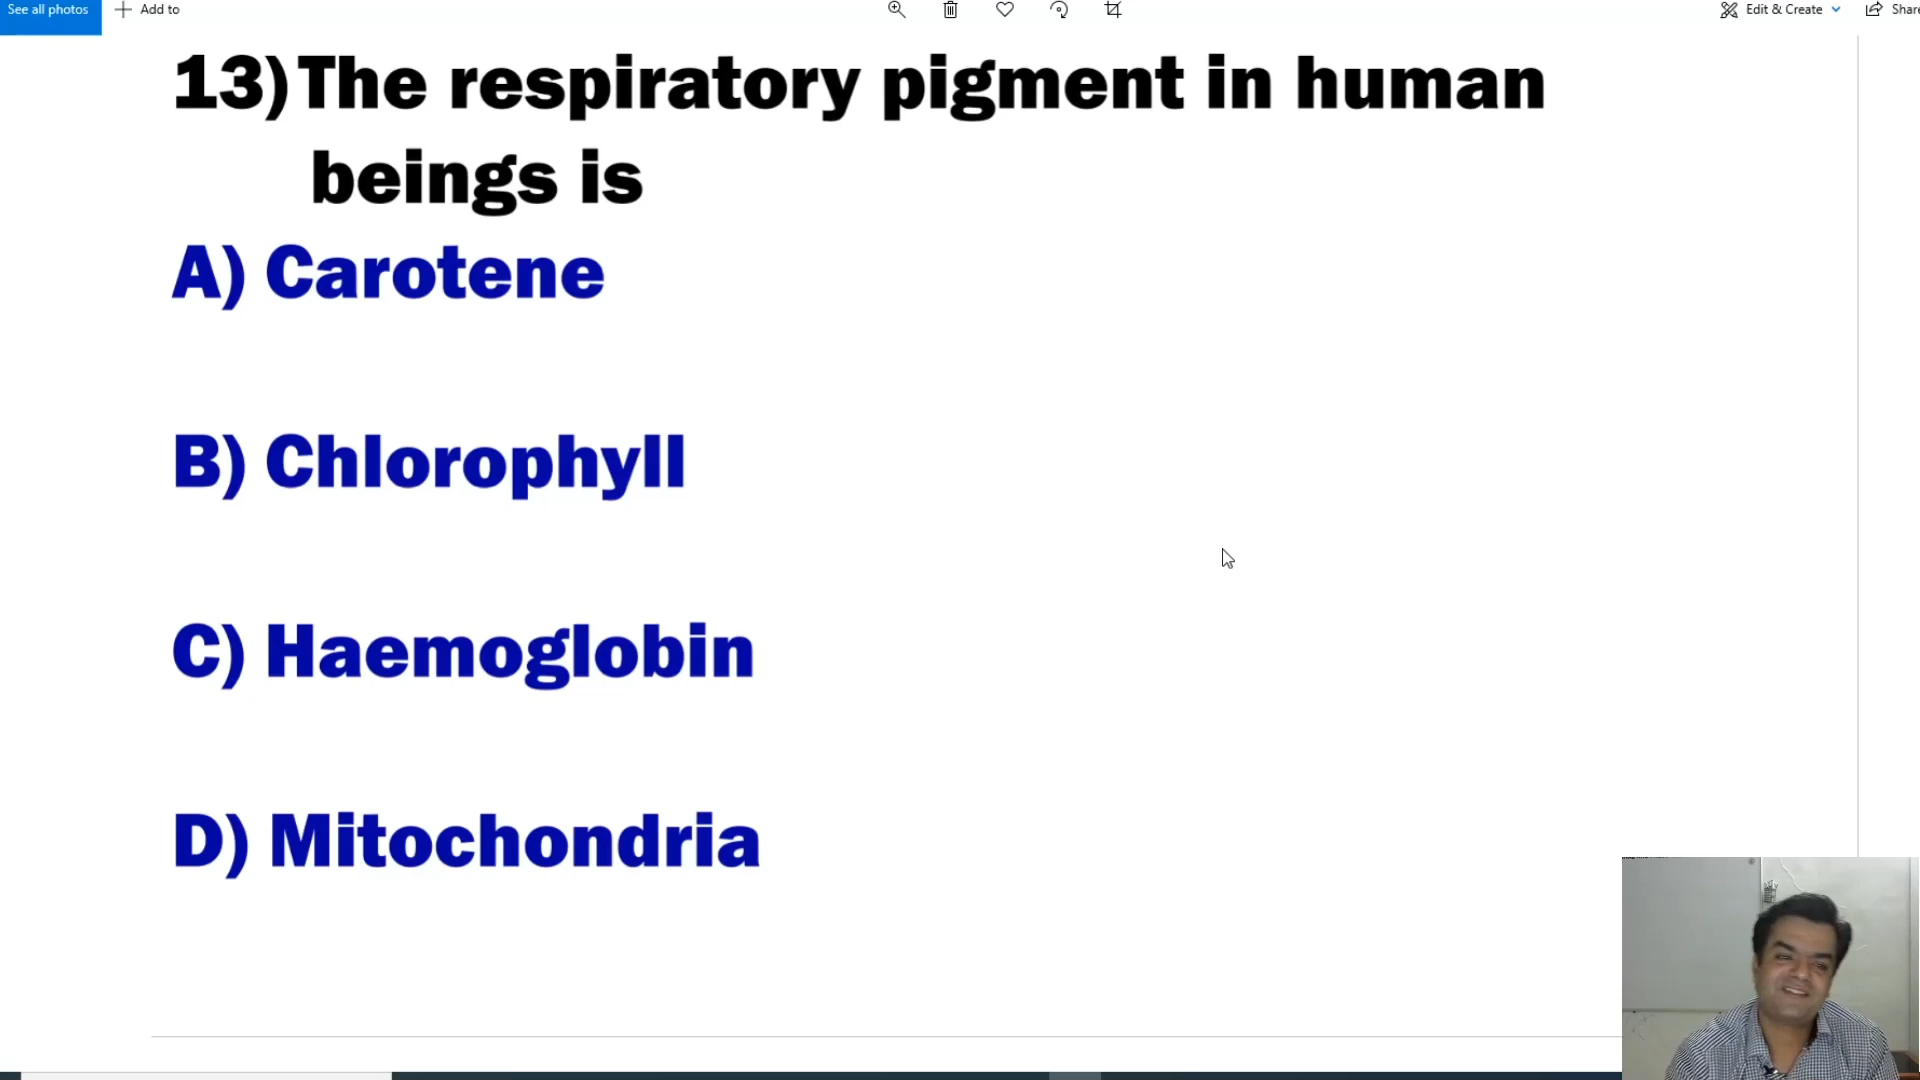 See all photos
Add to
Edit & Create
Share
13) The respiratory pigment in human
beings is
A) Carotene
B) Chlorophyll
C) Haemoglobin
D) Mitochondria